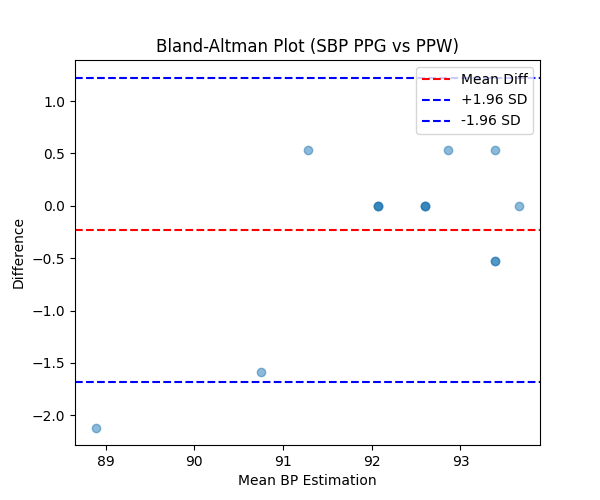 Bland-Altman Plot (SBP PPG vs PPW)
Mean Diff
+1.96 SD
-1.96 SD
1.0
0.5
0.0
−0.5
−1.0
−1.5
−2.0
Difference
89 90 91 92 93
Mean BP Estimation